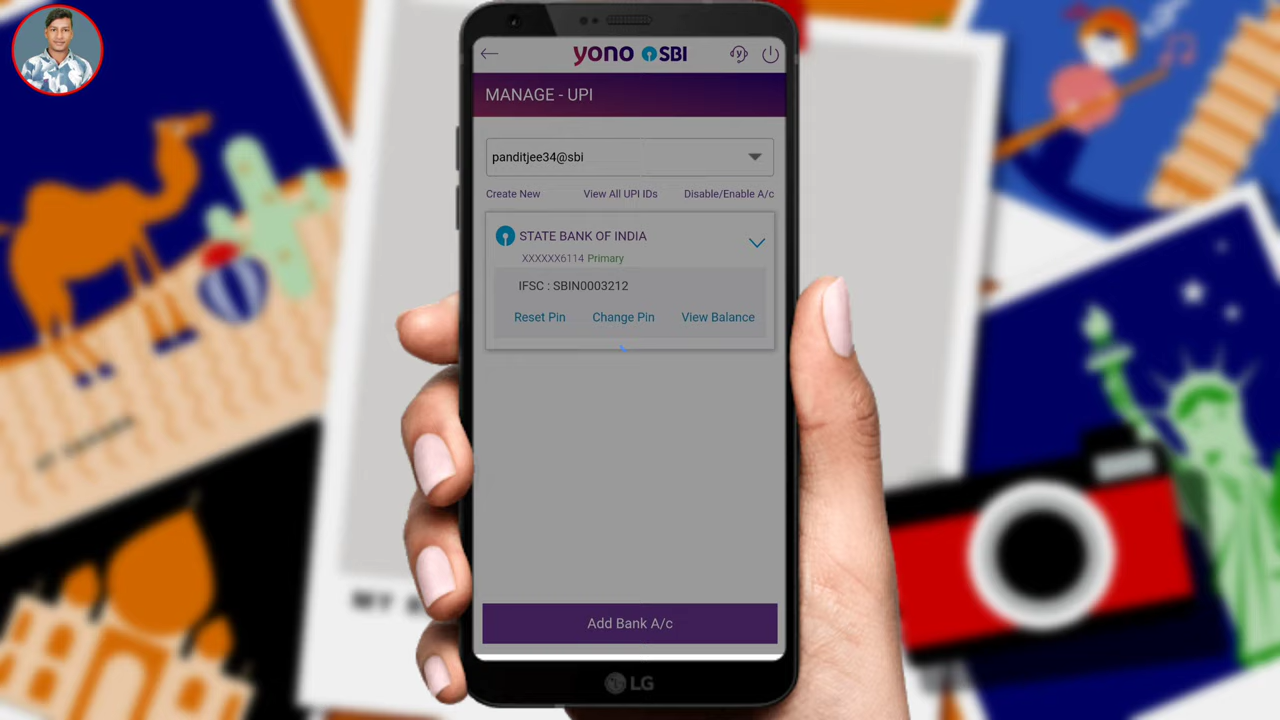 yono SBI
MANAGE - UPI
panditjee34@sbi
Create New View All UPI IDs Disable/Enable A/c
STATE BANK OF INDIA
XXXXXX6114 Primary
IFSC : SBIN0003212
Reset Pin Change Pin View Balance
Add Bank A/c
LG
MY